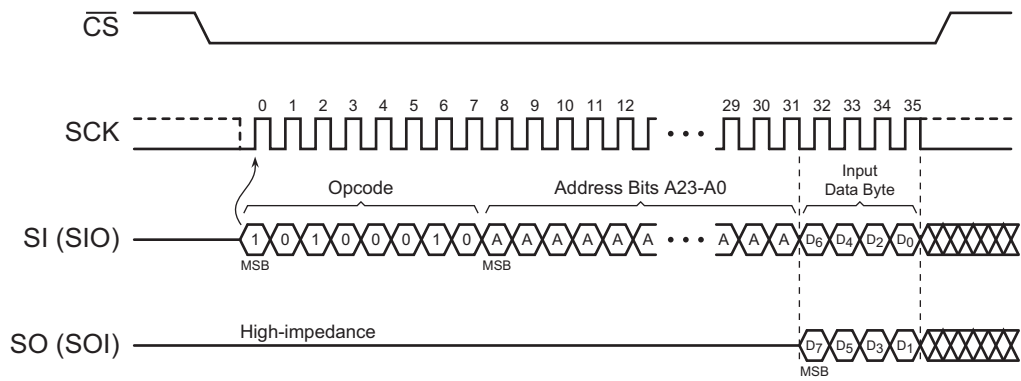 CS
0 1 2 3 4 5 6 7 8 9 10 11 12 29 30 31 32 33 34 35
SCK
Opcode Address Bits A23-A0 Input Data Byte
SI (SIO) 1 0 1 0 0 0 1 0 A A A A A A • • • A A A D6 D4 D2 D0
MSB MSB
High-impedance
SO (SOI) D7 D5 D3 D1
MSB